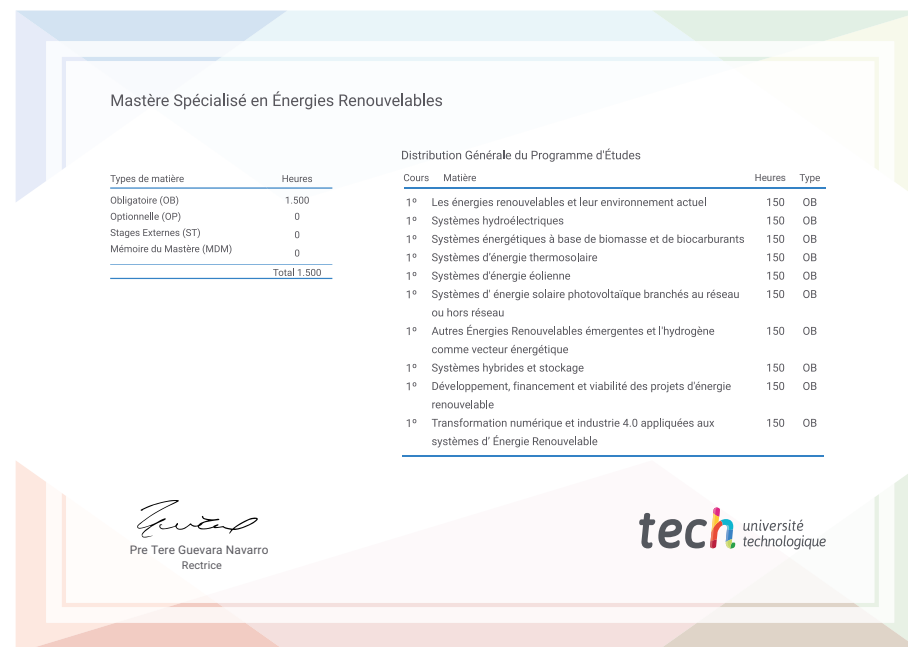 Mastère Spécialisé en Énergies Renouvelables
Types de matière Heures
Obligatoire (OB) 1.500
Optionnelle (OP) 0
Stages Externes (ST) 0
Mémoire du Mastère (MDM) 0
Total 1.500
Distribution Générale du Programme d'Études
Cours Matière Heures Type
1º Les énergies renouvelables et leur environnement actuel 150 OB
1º Systèmes hydroélectriques 150 OB
1º Systèmes énergétiques à base de biomasse et de biocarburants 150 OB
1º Systèmes d'énergie thermosolaire 150 OB
1º Systèmes d'énergie éolienne 150 OB
1º Systèmes d' énergie solaire photovoltaïque branchés au réseau 150 OB
ou hors réseau
1º Autres Énergies Renouvelables émergentes et l'hydrogène 150 OB
comme vecteur énergétique
1º Systèmes hybrides et stockage 150 OB
1º Développement, financement et viabilité des projets d'énergie 150 OB
renouvelable
1º Transformation numérique et industrie 4.0 appliquées aux 150 OB
systèmes d' Énergie Renouvelable
Pre Tere Guevara Navarro
Rectrice
tech université
technologique